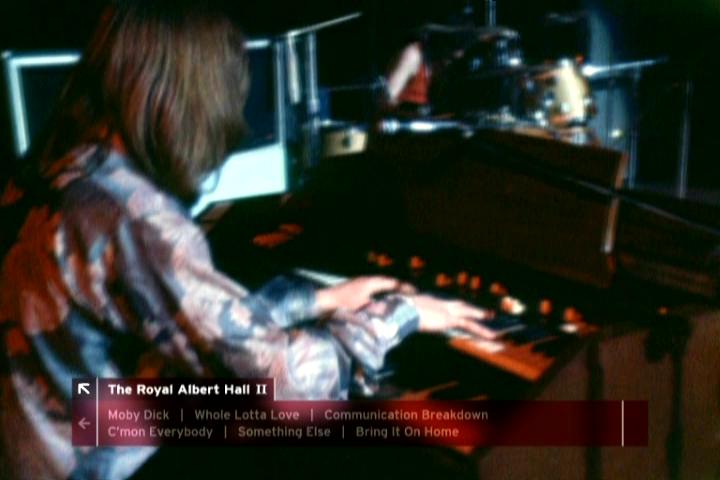 The Royal Albert Hall II
Moby Dick | Whole Lotta Love | Communication Breakdown
C'mon Everybody | Something Else | Bring It On Home